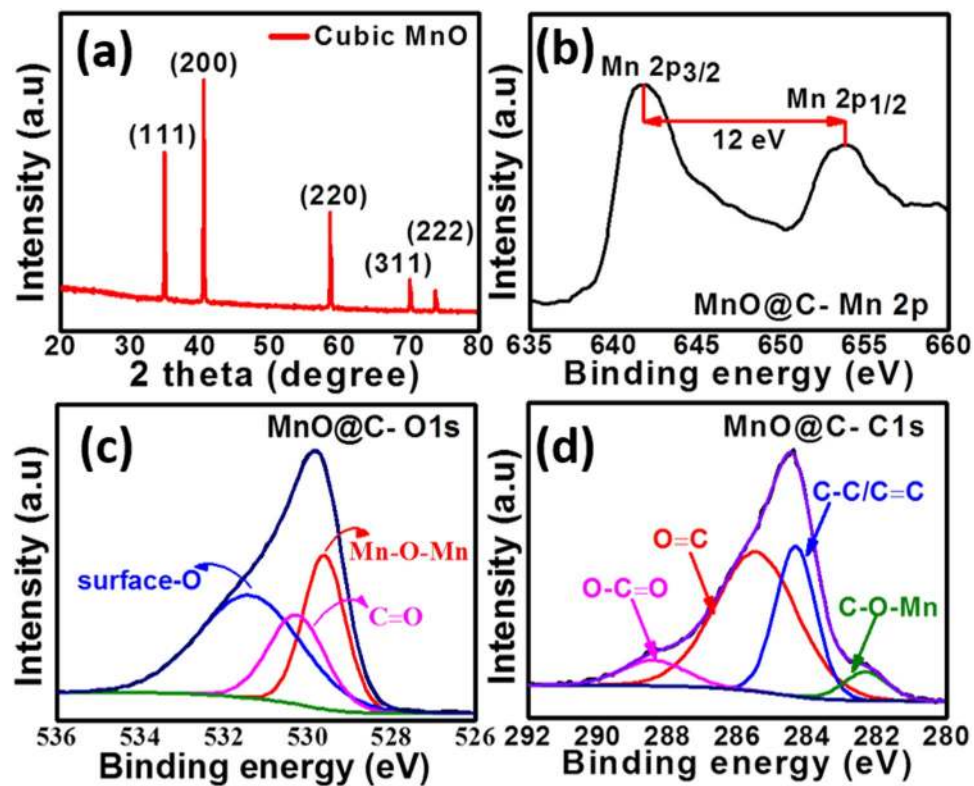 (a)
Cubic MnO
(111)
(200)
(220)
(311)
(222)
Intensity (a.u)
20 30 40 50 60 70 80
2 theta (degree)
(b)
Mn 2p3/2
Mn 2p1/2
12 eV
MnO@C- Mn 2p
Intensity (a.u)
635 640 645 650 655 660
Binding energy (eV)
(c)
MnO@C- O1s
Mn-O-Mn
surface-O
C=O
Intensity (a.u)
536 534 532 530 528 526
Binding energy (eV)
(d)
MnO@C- C1s
C-C/C=C
O=C
O-C=O
C-O-Mn
Intensity (a.u)
292 290 288 286 284 282 280
Binding energy (eV)